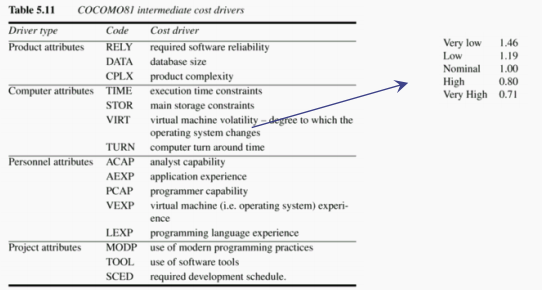 Table 5.11 COCOMO81 intermediate cost drivers
Driver type Code Cost driver
Product attributes RELY required software reliability
DATA database size
CPLX product complexity
Computer attributes TIME execution time constraints
STOR main storage constraints
VIRT virtual machine volatility – degree to which the
operating system changes
TURN computer turn around time
Personnel attributes ACAP analyst capability
AEXP application experience
PCAP programmer capability
VEXP virtual machine (i.e. operating system) experi-
ence
LEXP programming language experience
Project attributes MODP use of modern programming practices
TOOL use of software tools
SCED required development schedule.
Very low 1.46
Low 1.19
Nominal 1.00
High 0.80
Very High 0.71